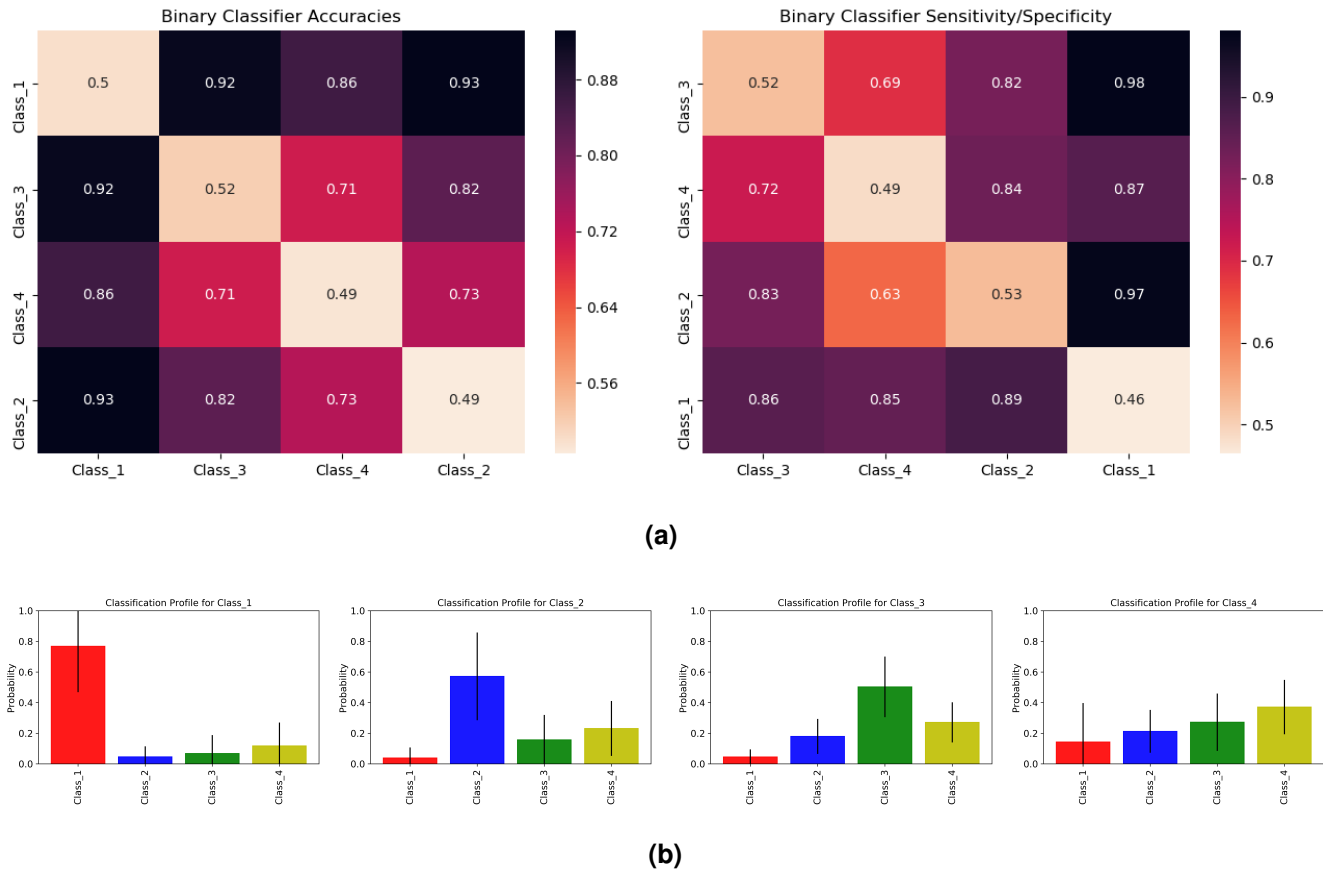 Binary Classifier Accuracies
Class_1 0.5 0.92 0.86 0.93
Class_3 0.92 0.52 0.71 0.82
Class_4 0.86 0.71 0.49 0.73
Class_2 0.93 0.82 0.73 0.49
Class_1 Class_3 Class_4 Class_2
0.88
0.80
0.72
0.64
0.56
Binary Classifier Sensitivity/Specificity
Class_3 0.52 0.69 0.82 0.98
Class_4 0.72 0.49 0.84 0.87
Class_2 0.83 0.63 0.53 0.97
Class_1 0.86 0.85 0.89 0.46
Class_3 Class_4 Class_2 Class_1
0.9
0.8
0.7
0.6
0.5
(a)
Classification Profile for Class_1
Probability
1.0
0.8
0.6
0.4
0.2
0.0
Class_1 Class_2 Class_3 Class_4
Classification Profile for Class_2
Probability
1.0
0.8
0.6
0.4
0.2
0.0
Class_1 Class_2 Class_3 Class_4
Classification Profile for Class_3
Probability
1.0
0.8
0.6
0.4
0.2
0.0
Class_1 Class_2 Class_3 Class_4
Classification Profile for Class_4
Probability
1.0
0.8
0.6
0.4
0.2
0.0
Class_1 Class_2 Class_3 Class_4
(b)